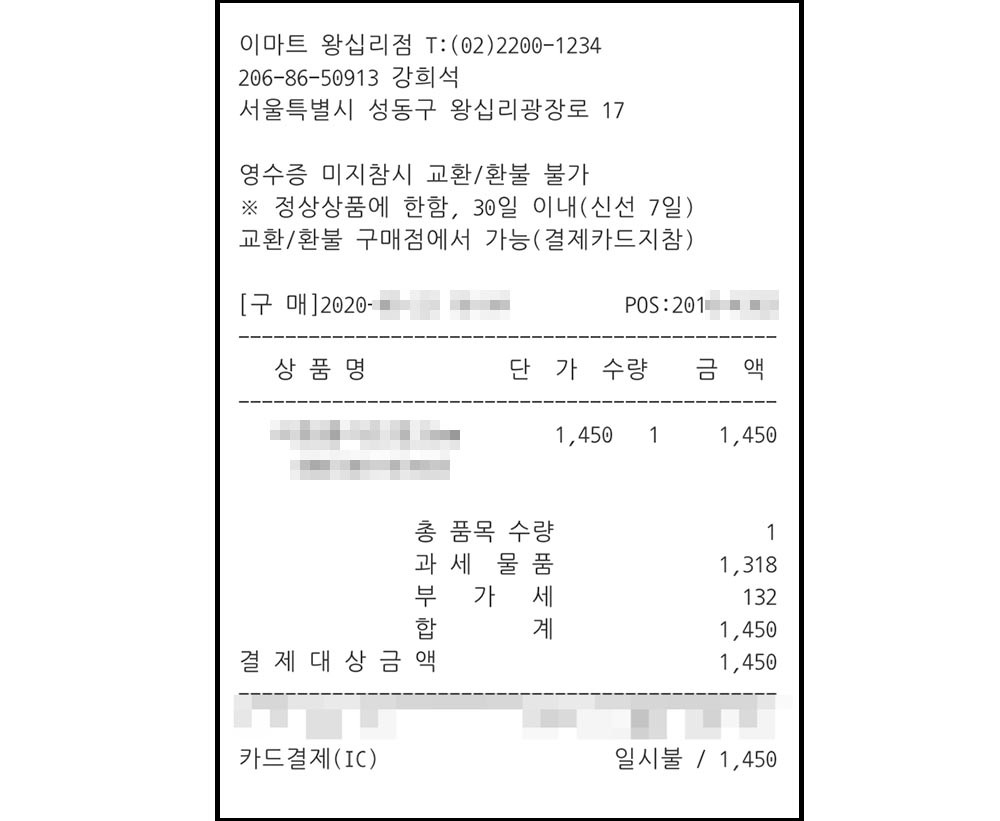 이마트 왕십리점 T:(02)2200-1234
206-86-50913 강희석
서울특별시 성동구 왕십리광장로 17
영수증 미지참시 교환/환불 불가
※ 정상상품에 한함, 30일 이내(신선 7일)
교환/환불 구매점에서 가능(결제카드지참)
[구 매]2020- POS:201
상 품 명 단 가 수량 금 액
1,450 1 1,450
총 품목 수량 1
과 세 물 품 1,318
부 가 세 132
합 계 1,450
결 제 대 상 금 액 1,450
카드결제(IC) 일시불 / 1,450